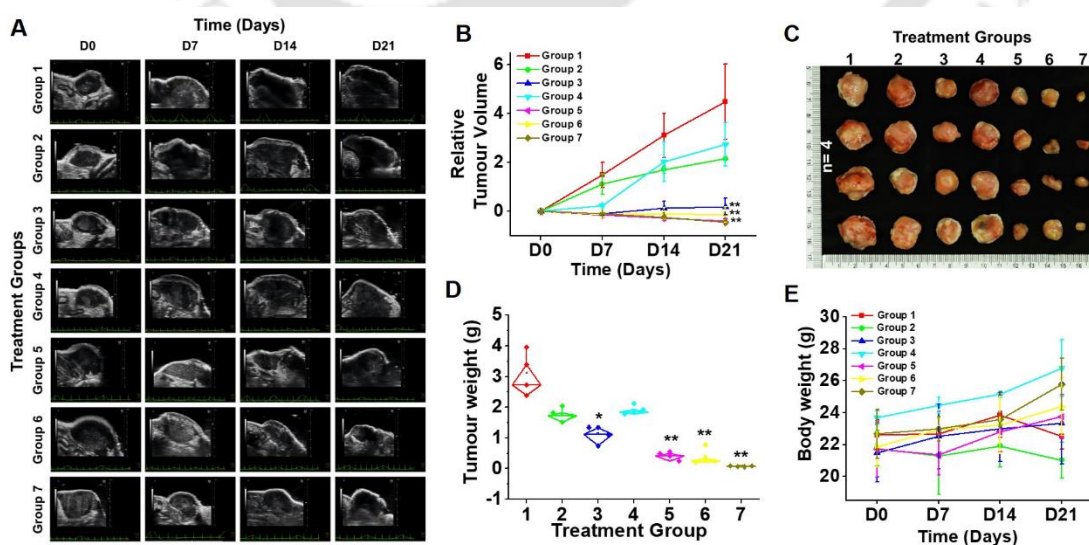 A
Time (Days)
D0 D7 D14 D21
Treatment Groups
Group 1
Group 2
Group 3
Group 4
Group 5
Group 6
Group 7
B
Relative
Tumour Volume
6
4
2
0
Group 1
Group 2
Group 3
Group 4
Group 5
Group 6
Group 7
**
**
**
D0 D7 D14 D21
Time (Days)
C
Treatment Groups
1 2 3 4 5 6 7
n= 4
D
Tumour weight (g)
5
4
3
2
1
0
-1
* ** ** **
1 2 3 4 5 6 7
Treatment Group
E
Body weight (g)
30
28
26
24
22
20
Group 1
Group 2
Group 3
Group 4
Group 5
Group 6
Group 7
D0 D7 D14 D21
Time (Days)